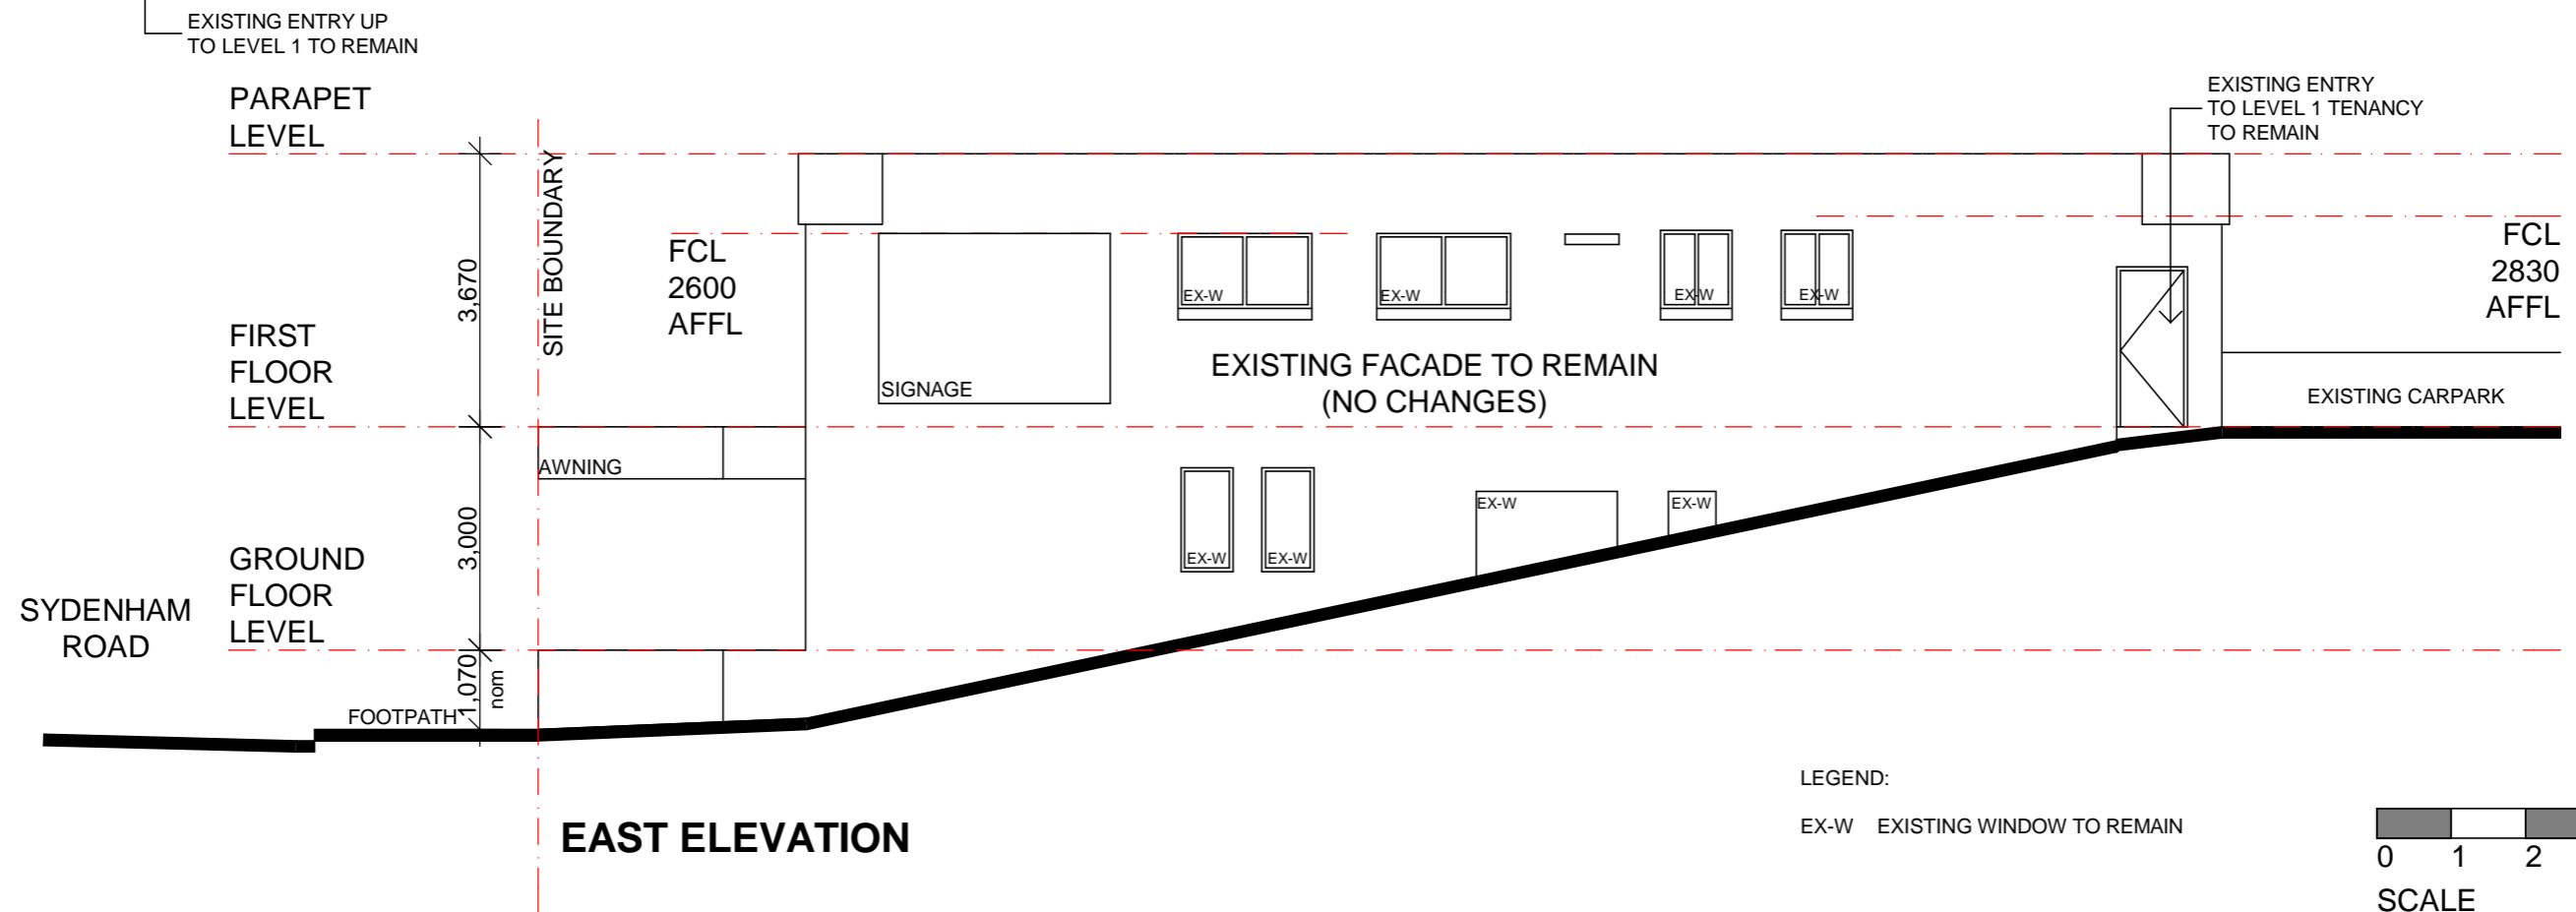 EXISTING ENTRY UP
TO LEVEL 1 TO REMAIN
PARAPET
LEVEL
EXISTING ENTRY
TO LEVEL 1 TENANCY
TO REMAIN
SITE BOUNDARY
3,670
FCL
2600
AFFL
FCL
2830
AFFL
EX-W
EX-W
EX-W
EX-W
FIRST
FLOOR
LEVEL
SIGNAGE
EXISTING FACADE TO REMAIN
(NO CHANGES)
EXISTING CARPARK
AWNING
3,000
EX-W
EX-W
EX-W
EX-W
GROUND
FLOOR
LEVEL
SYDENHAM
ROAD
1,070
nom
FOOTPATH
EAST ELEVATION
LEGEND:
EX-W EXISTING WINDOW TO REMAIN
0 1 2
SCALE